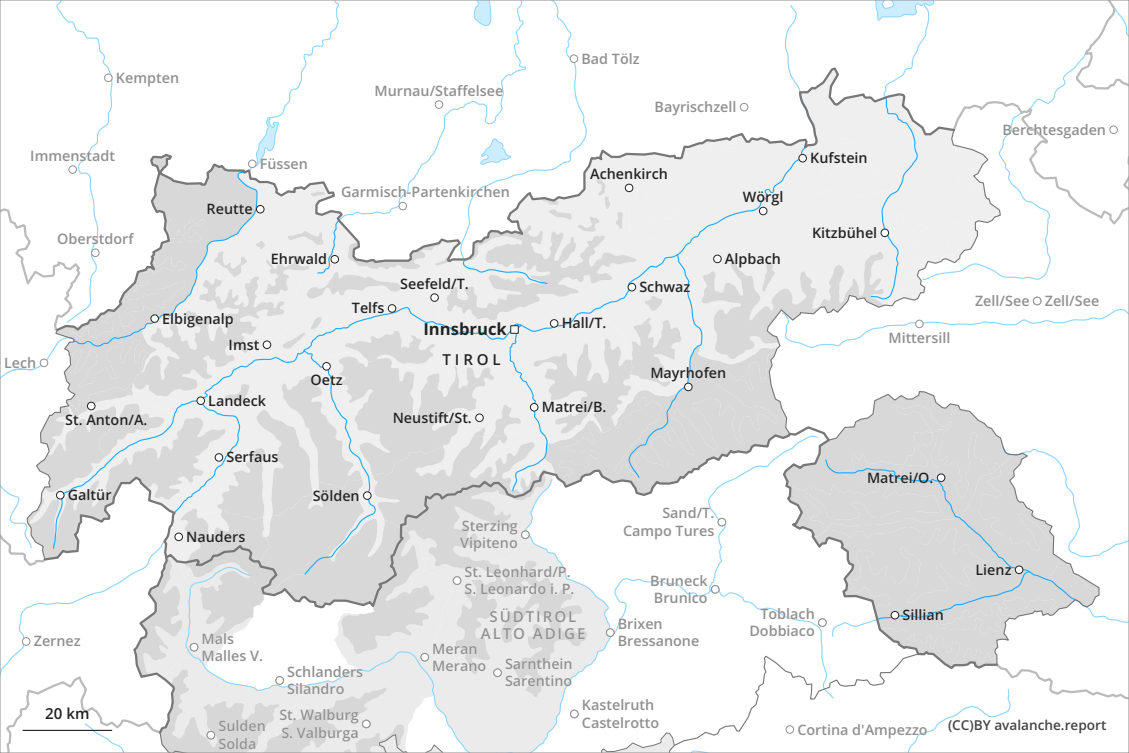 Kempten
Bad Tölz
Murnau/Staffelsee
Bayrischzell
Berchtesgaden
Immenstadt
Füssen
Achenkirch
Kufstein
Garmisch-Partenkirchen
Wörgl
Reutte
Oberstdorf
Kitzbühel
Ehrwald
Alpbach
Seefeld/T.
Schwaz
Telfs
Zell/See
Zell/See
Elbigenalp
Innsbruck
Hall/T.
Mittersill
Imst
TIROL
Lech
Oetz
Mayrhofen
Landeck
Matrei/B.
St. Anton/A.
Neustift/St.
Serfaus
Matrei/O.
Galtür
Sölden
Sand/T.
Campo Tures
Sterzing
Vipiteno
Nauders
St. Leonhard/P.
S. Leonardo i. P.
Lienz
Bruneck
Brunico
SÜDTIROL
ALTO ADIGE
Toblach
Dobbiaco
Sillian
Brixen
Bressanone
Zernez
Mals
Malles V.
Meran
Merano
Sarnthein
Sarentino
Schlanders
Silandro
Kastelruth
Castelrotto
20 km
St. Walburg
S. Valburga
Sulden
Solda
Cortina d'Ampezzo
(CC)BY avalanche.report